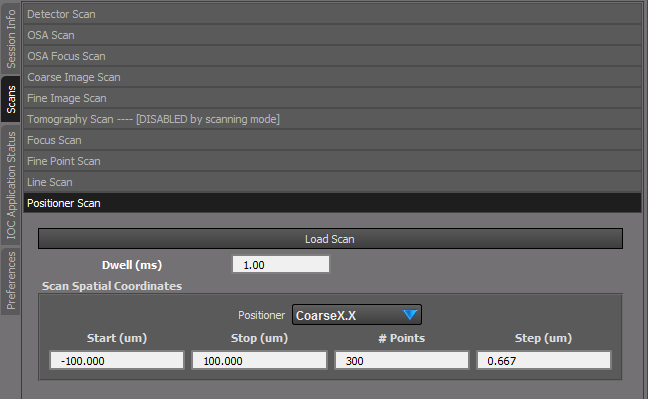 Session Info
Scans
IOC Application Status
Preferences
Detector Scan
OSA Scan
OSA Focus Scan
Coarse Image Scan
Fine Image Scan
Tomography Scan ---- [DISABLED by scanning mode]
Focus Scan
Fine Point Scan
Line Scan
Positioner Scan
Load Scan
Dwell (ms) 1.00
Scan Spatial Coordinates
Positioner CoarseX.X
Start (um) Stop (um) # Points Step (um)
-100.000 100.000 300 0.667